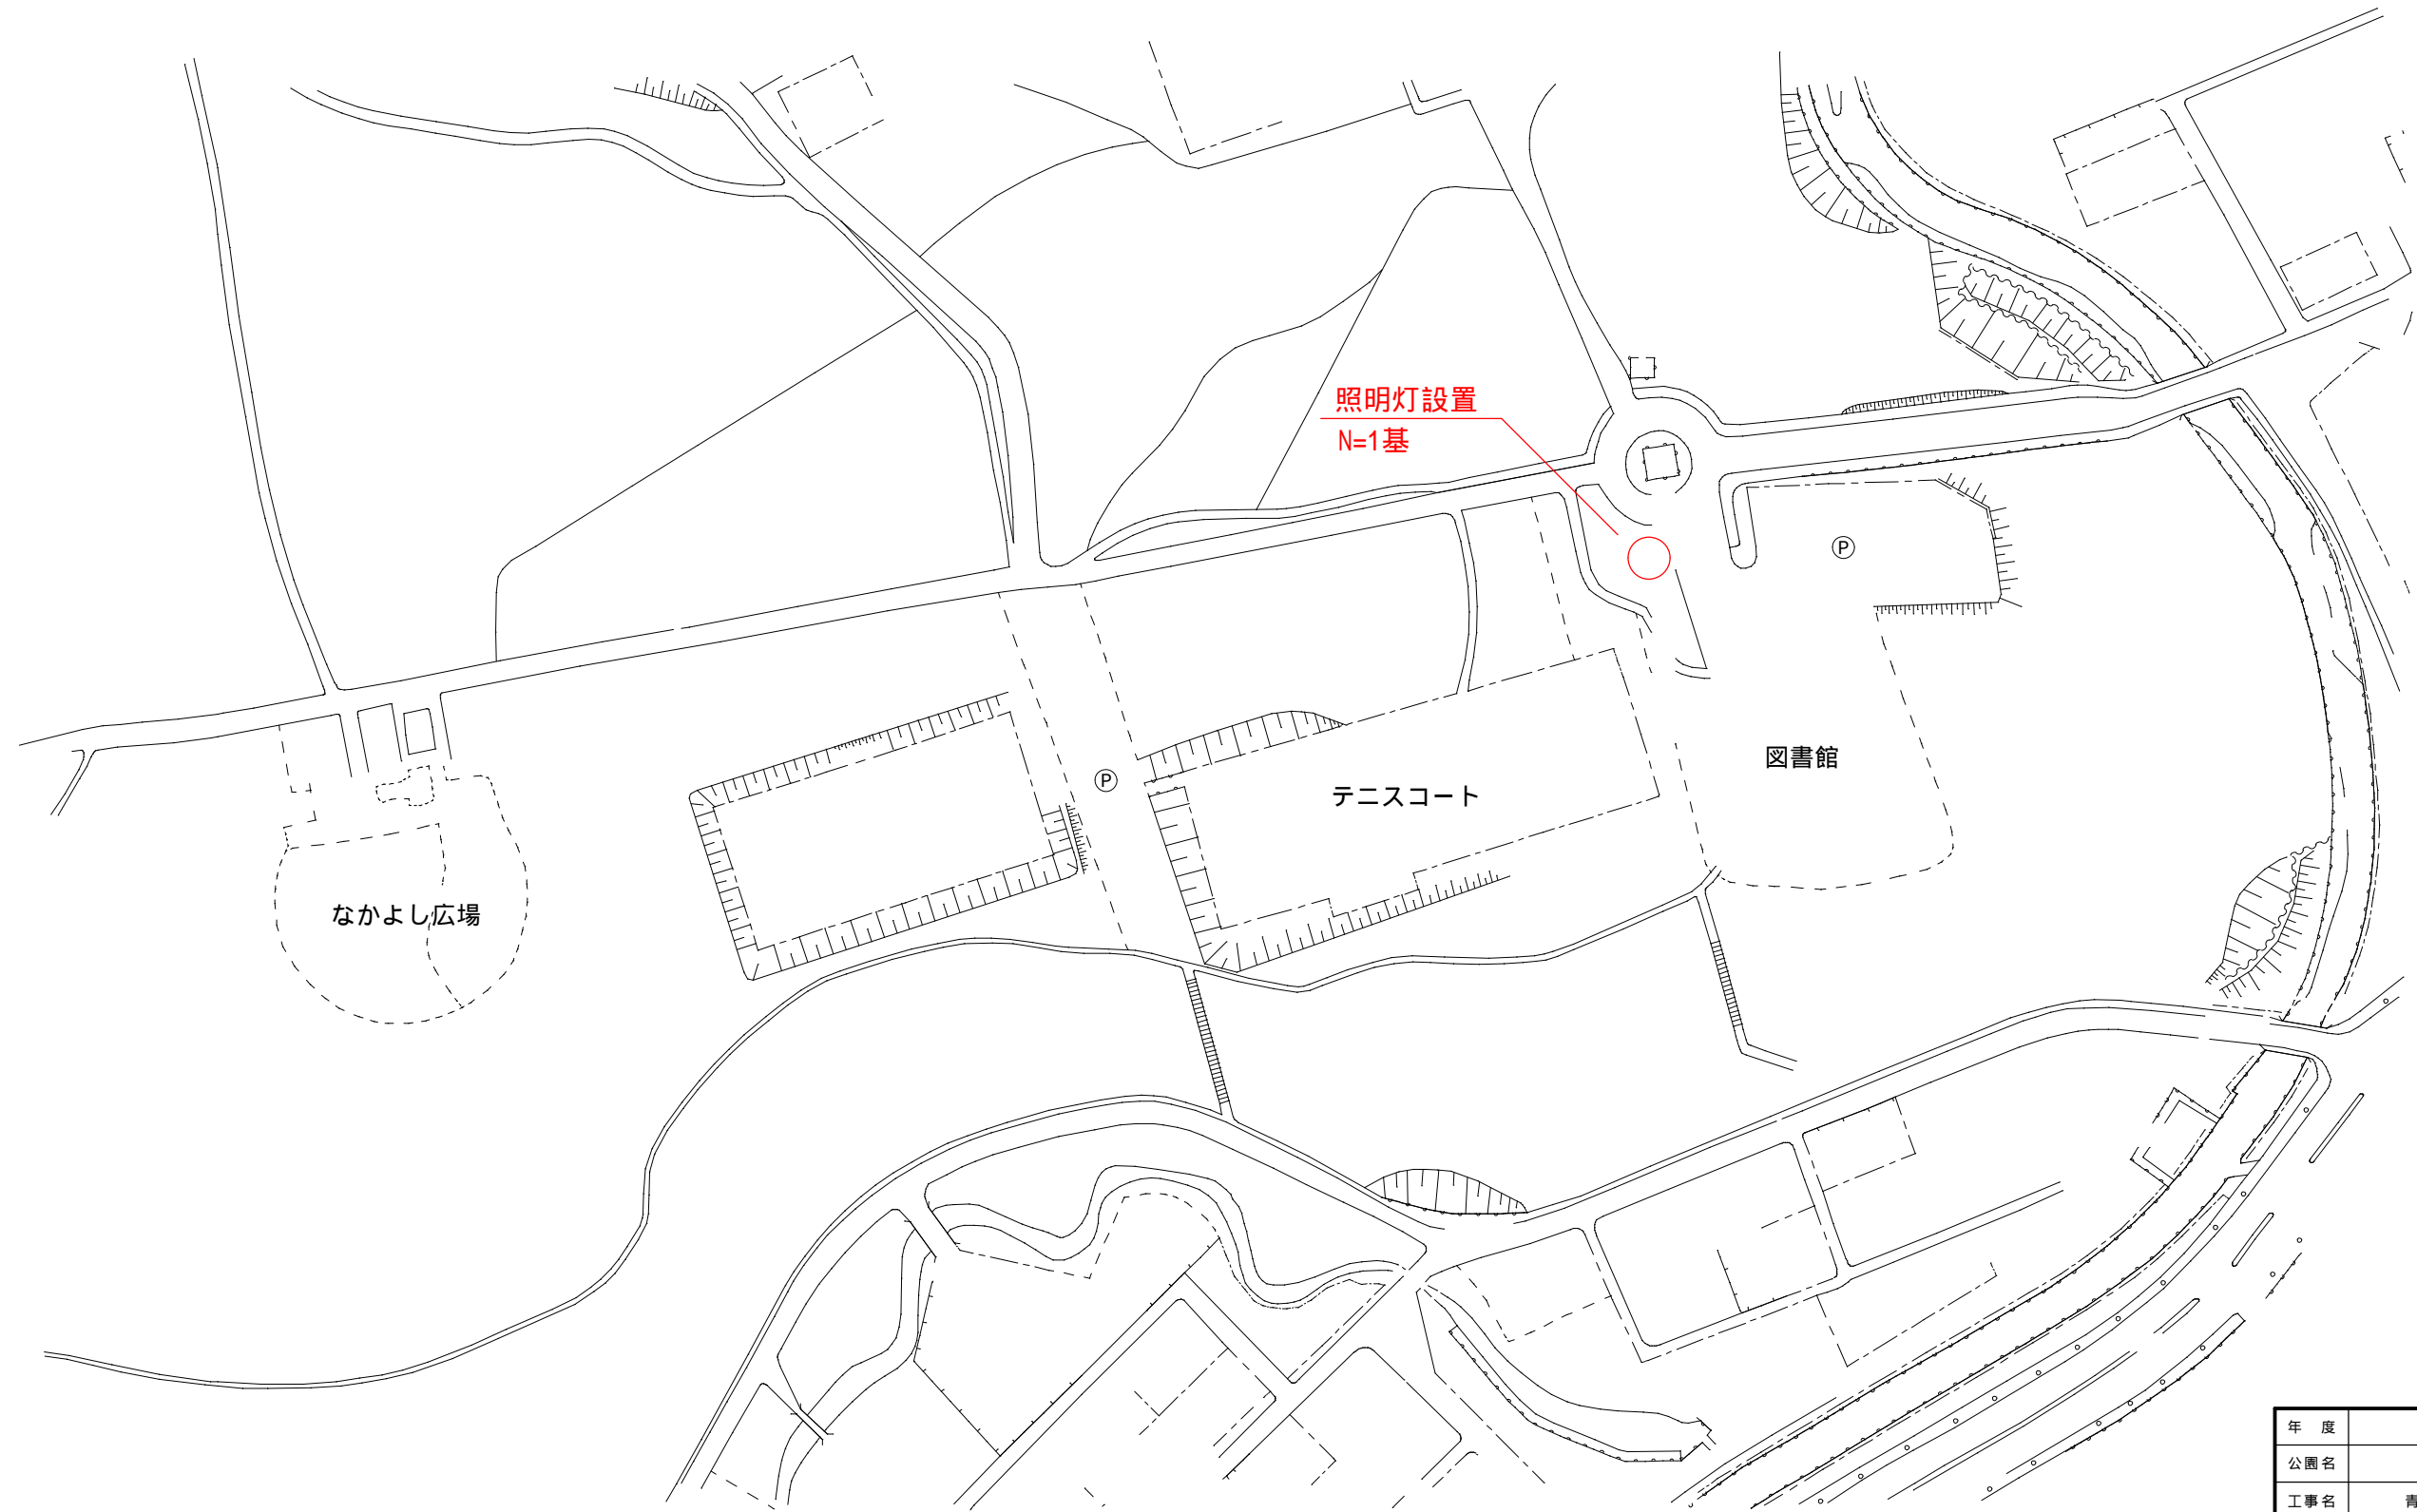 照明灯設置
N=1基
Ⓟ
図書館
Ⓟ
テニスコート
なかよし広場
年 度
公園名
工事名 青